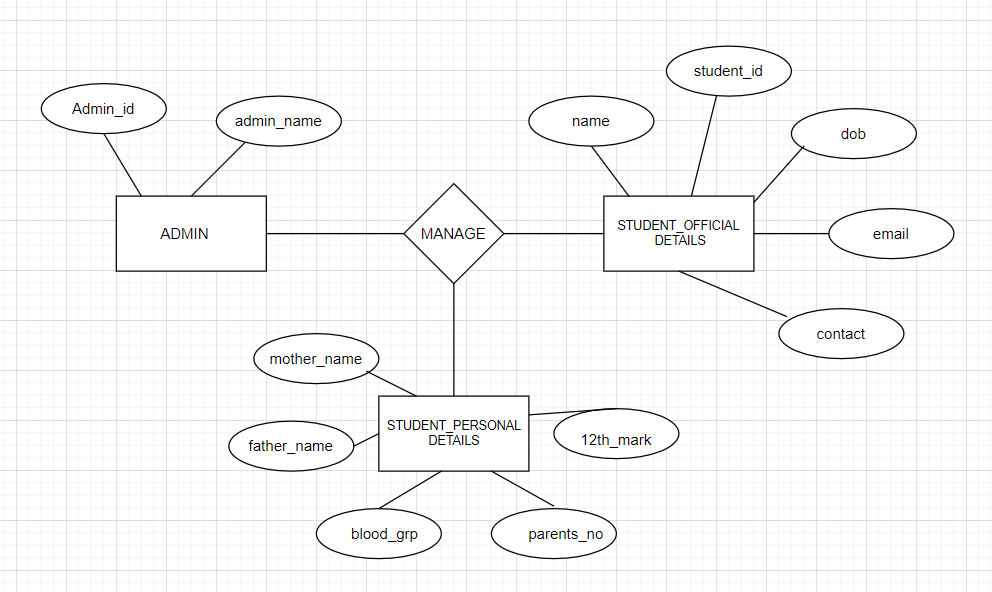 student_id
Admin_id
admin_name
name
dob
ADMIN
MANAGE
STUDENT_OFFICIAL
DETAILS
email
contact
mother_name
STUDENT_PERSONAL
DETAILS
12th_mark
father_name
blood_grp
parents_no